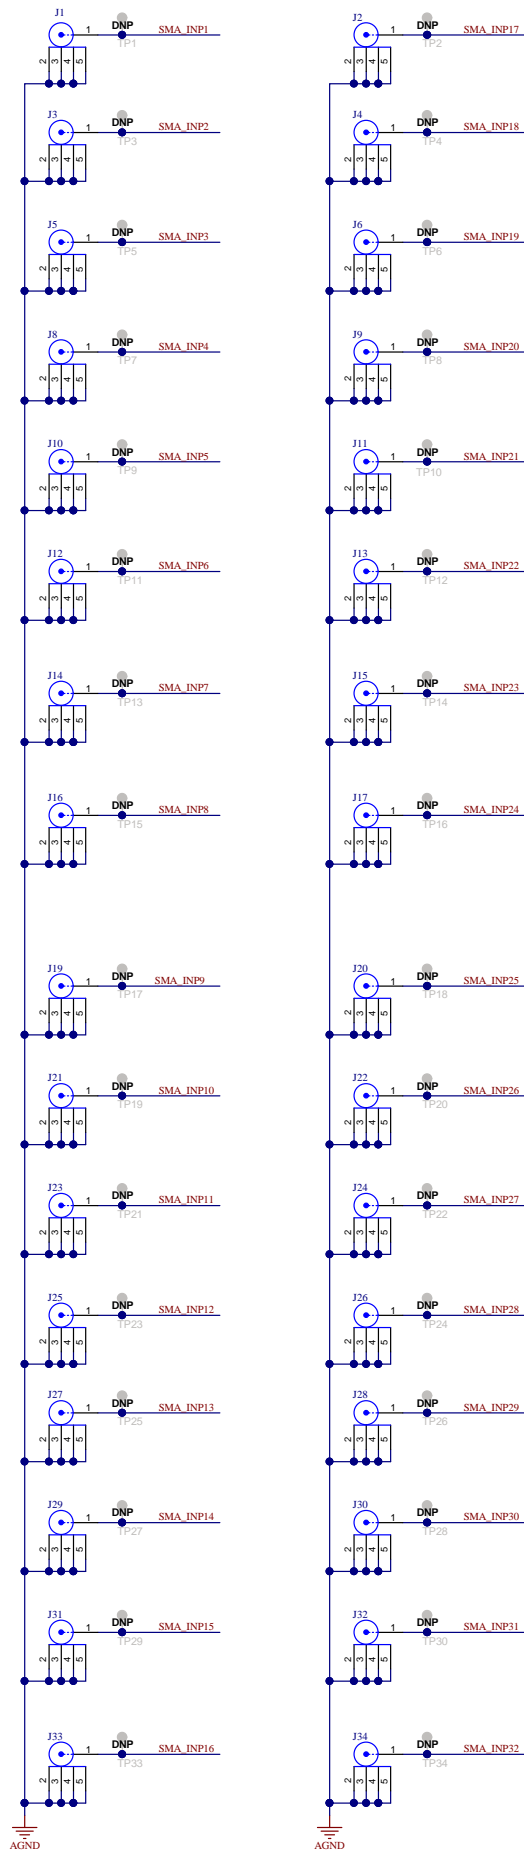 J1 1 DNP SMA_INP1
TP1
2 3 4 5
J2 1 DNP SMA_INP17
TP2
2 3 4 5
J3 1 DNP SMA_INP2
TP3
2 3 4 5
J4 1 DNP SMA_INP18
TP4
2 3 4 5
J5 1 DNP SMA_INP3
TP5
2 3 4 5
J6 1 DNP SMA_INP19
TP6
2 3 4 5
J8 1 DNP SMA_INP4
TP7
2 3 4 5
J9 1 DNP SMA_INP20
TP8
2 3 4 5
J10 1 DNP SMA_INP5
TP9
2 3 4 5
J11 1 DNP SMA_INP21
TP10
2 3 4 5
J12 1 DNP SMA_INP6
TP11
2 3 4 5
J13 1 DNP SMA_INP22
TP12
2 3 4 5
J14 1 DNP SMA_INP7
TP13
2 3 4 5
J15 1 DNP SMA_INP23
TP14
2 3 4 5
J16 1 DNP SMA_INP8
TP15
2 3 4 5
J17 1 DNP SMA_INP24
TP16
2 3 4 5
J19 1 DNP SMA_INP9
TP17
2 3 4 5
J20 1 DNP SMA_INP25
TP18
2 3 4 5
J21 1 DNP SMA_INP10
TP19
2 3 4 5
J22 1 DNP SMA_INP26
TP20
2 3 4 5
J23 1 DNP SMA_INP11
TP21
2 3 4 5
J24 1 DNP SMA_INP27
TP22
2 3 4 5
J25 1 DNP SMA_INP12
TP23
2 3 4 5
J26 1 DNP SMA_INP28
TP24
2 3 4 5
J27 1 DNP SMA_INP13
TP25
2 3 4 5
J28 1 DNP SMA_INP29
TP26
2 3 4 5
J29 1 DNP SMA_INP14
TP27
2 3 4 5
J30 1 DNP SMA_INP30
TP28
2 3 4 5
J31 1 DNP SMA_INP15
TP29
2 3 4 5
J32 1 DNP SMA_INP31
TP30
2 3 4 5
J33 1 DNP SMA_INP16
TP33
2 3 4 5
J34 1 DNP SMA_INP32
TP34
2 3 4 5
AGND
AGND